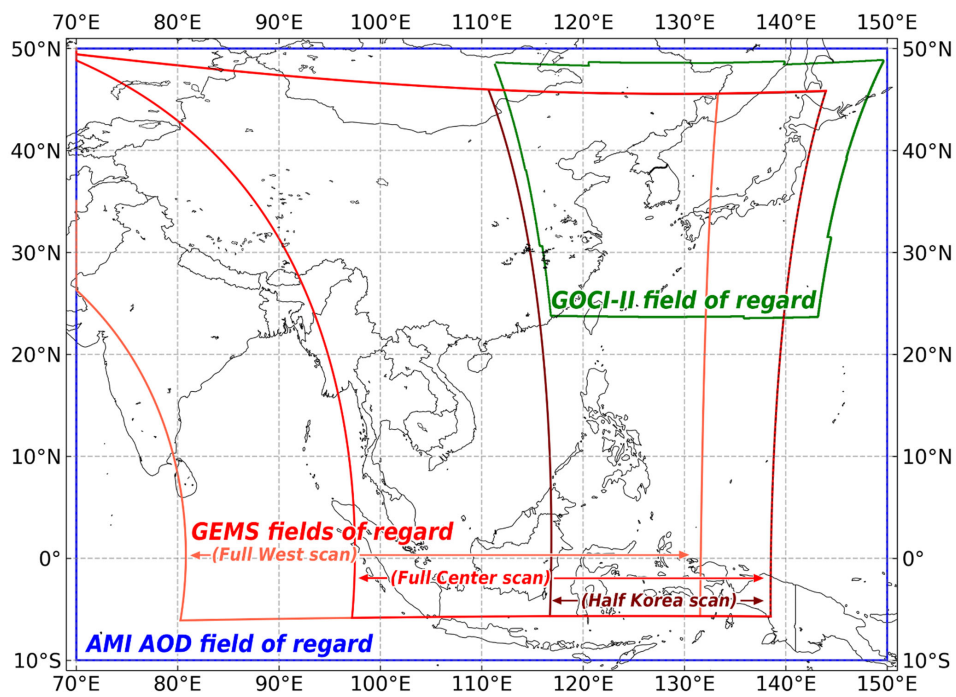 70°E 80°E 90°E 100°E 110°E 120°E 130°E 140°E 150°E
50°N 50°N
40°N 40°N
30°N 30°N
GOCI-II field of regard
20°N 20°N
10°N 10°N
GEMS fields of regard
0° 0°
(Full West scan)
(Full Center scan)
(Half Korea scan)
AMI AOD field of regard
10°S 10°S
70°E 80°E 90°E 100°E 110°E 120°E 130°E 140°E 150°E